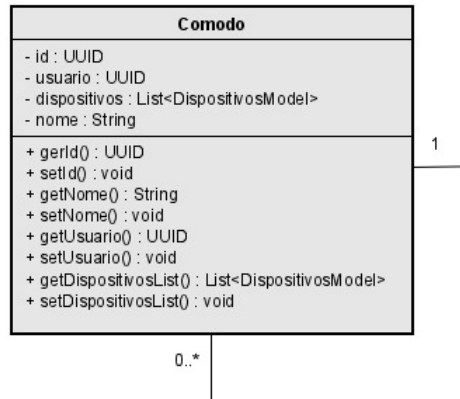 Comodo
- id : UUID
- usuario : UUID
- dispositivos : List<DispositivosModel>
- nome : String
+ gerId() : UUID
+ setId() : void
+ getNome() : String
+ setNome() : void
+ getUsuario() : UUID
+ setUsuario() : void
+ getDispositivosList() : List<DispositivosModel>
+ setDispositivosList() : void
1
0..*